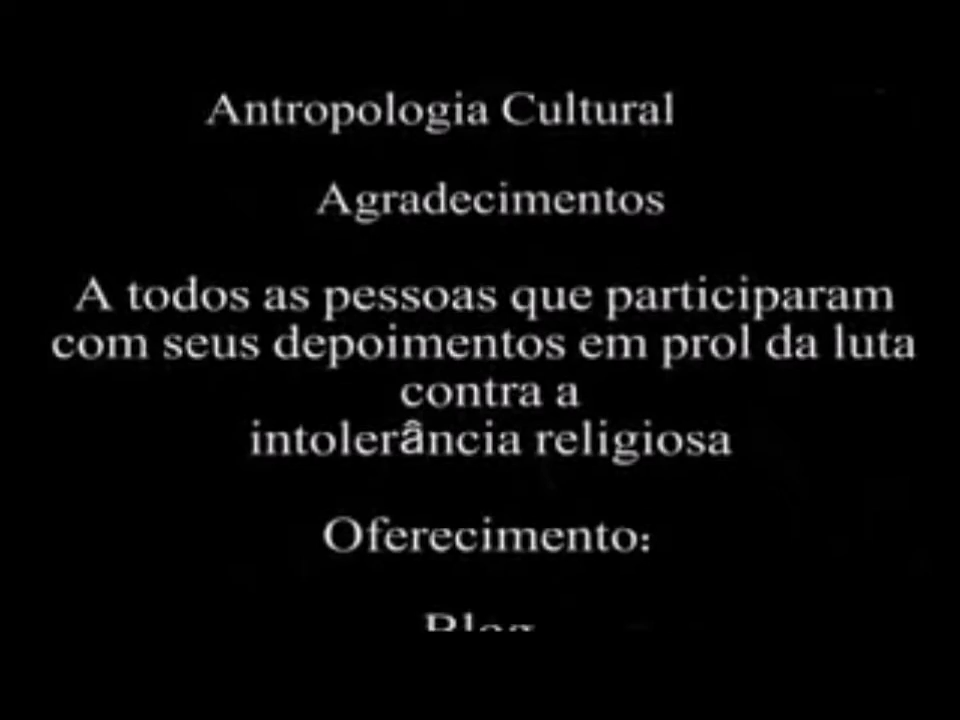 Antropologia Cultural
Agradecimentos
A todos as pessoas que participaram
com seus depoimentos em prol da luta
contra a
intolerância religiosa
Oferecimento:
Blog